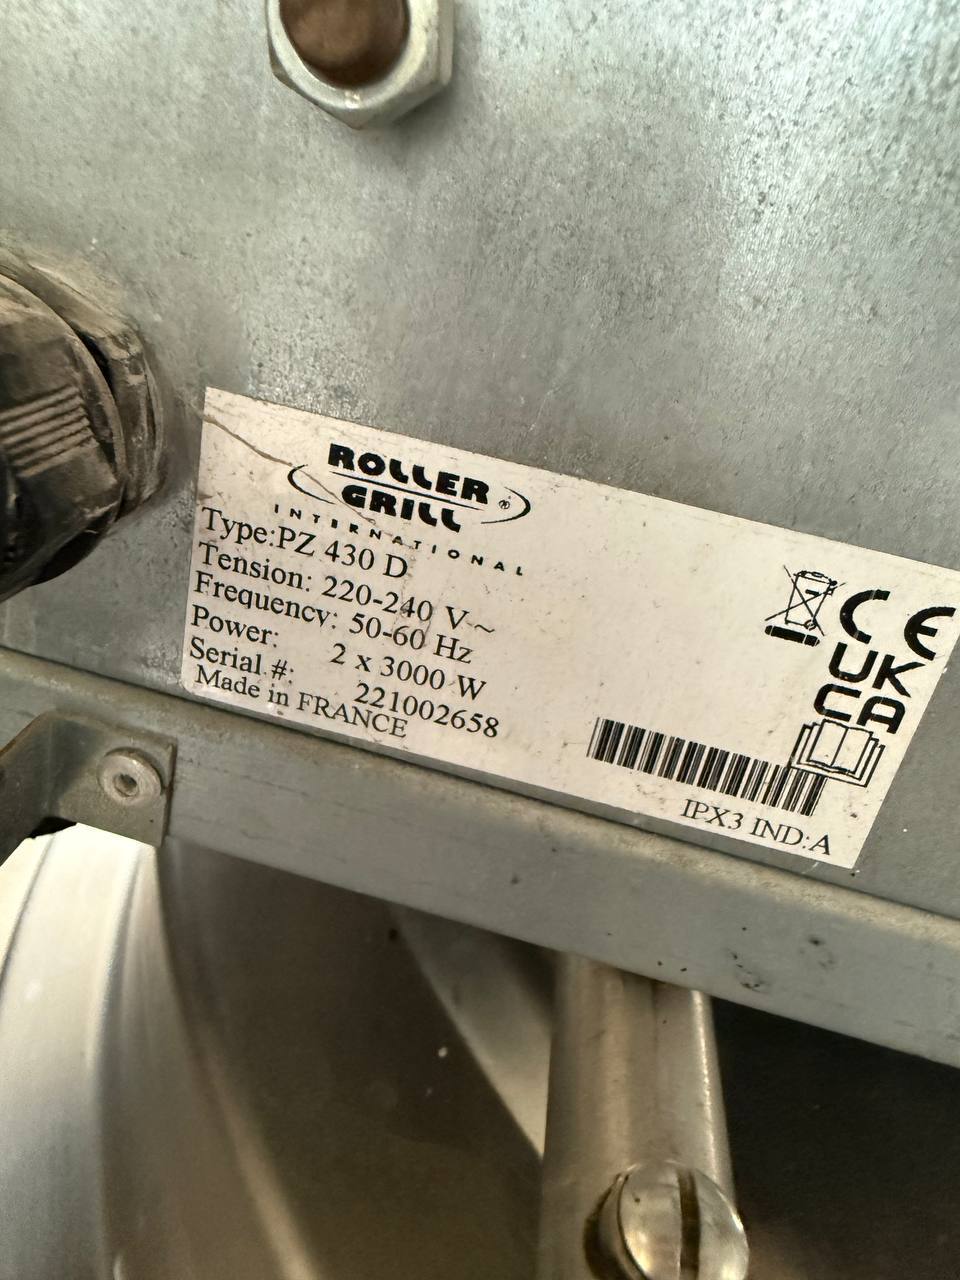 ROLLER
GRILL ®
INTERNATIONAL
Type:PZ 430 D
Tension: 220-240 V~
Frequency: 50-60 Hz
Power: 2 x 3000 W
Serial #: 221002658
Made in FRANCE
CE
UK
CA
IPX3 IND:A